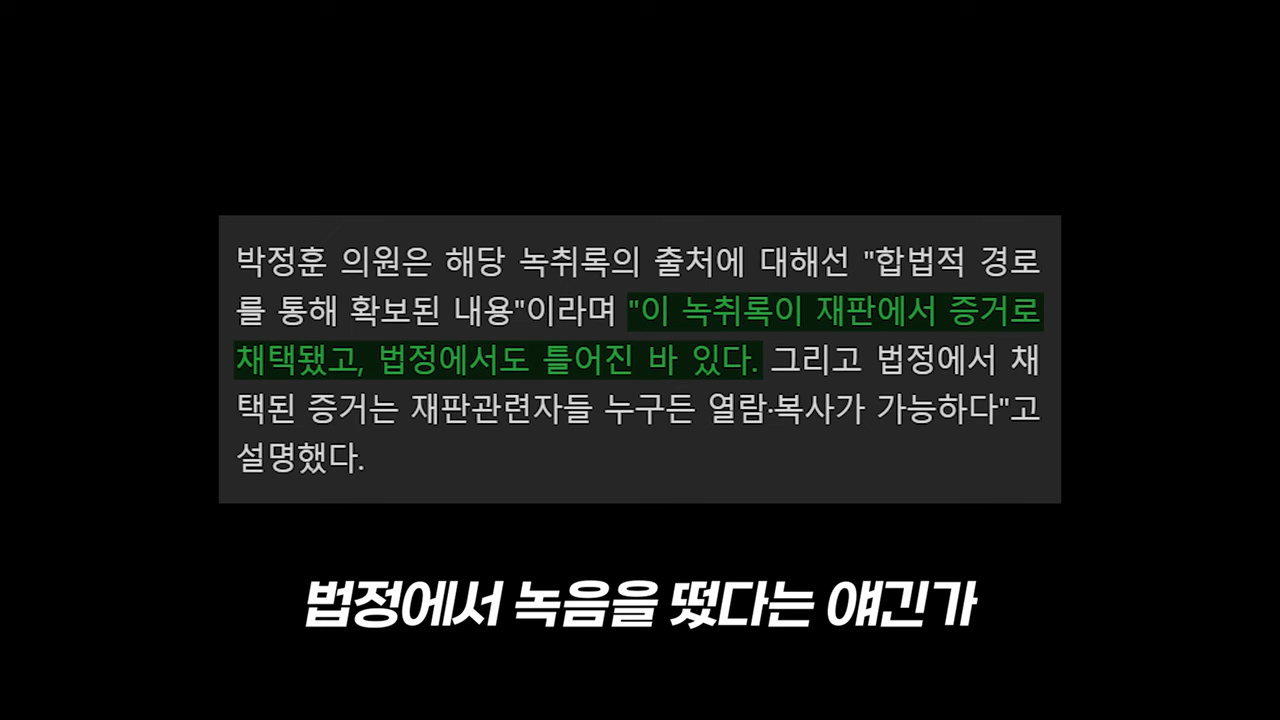 박정훈 의원은 해당 녹취록의 출처에 대해선 "합법적 경로
를 통해 확보된 내용"이라며 "이 녹취록이 재판에서 증거로
채택됐고, 법정에서도 틀어진 바 있다. 그리고 법정에서 채
택된 증거는 재판관련자들 누구든 열람·복사가 가능하다"고
설명했다.
법정에서 녹음을 떴다는 얘긴가